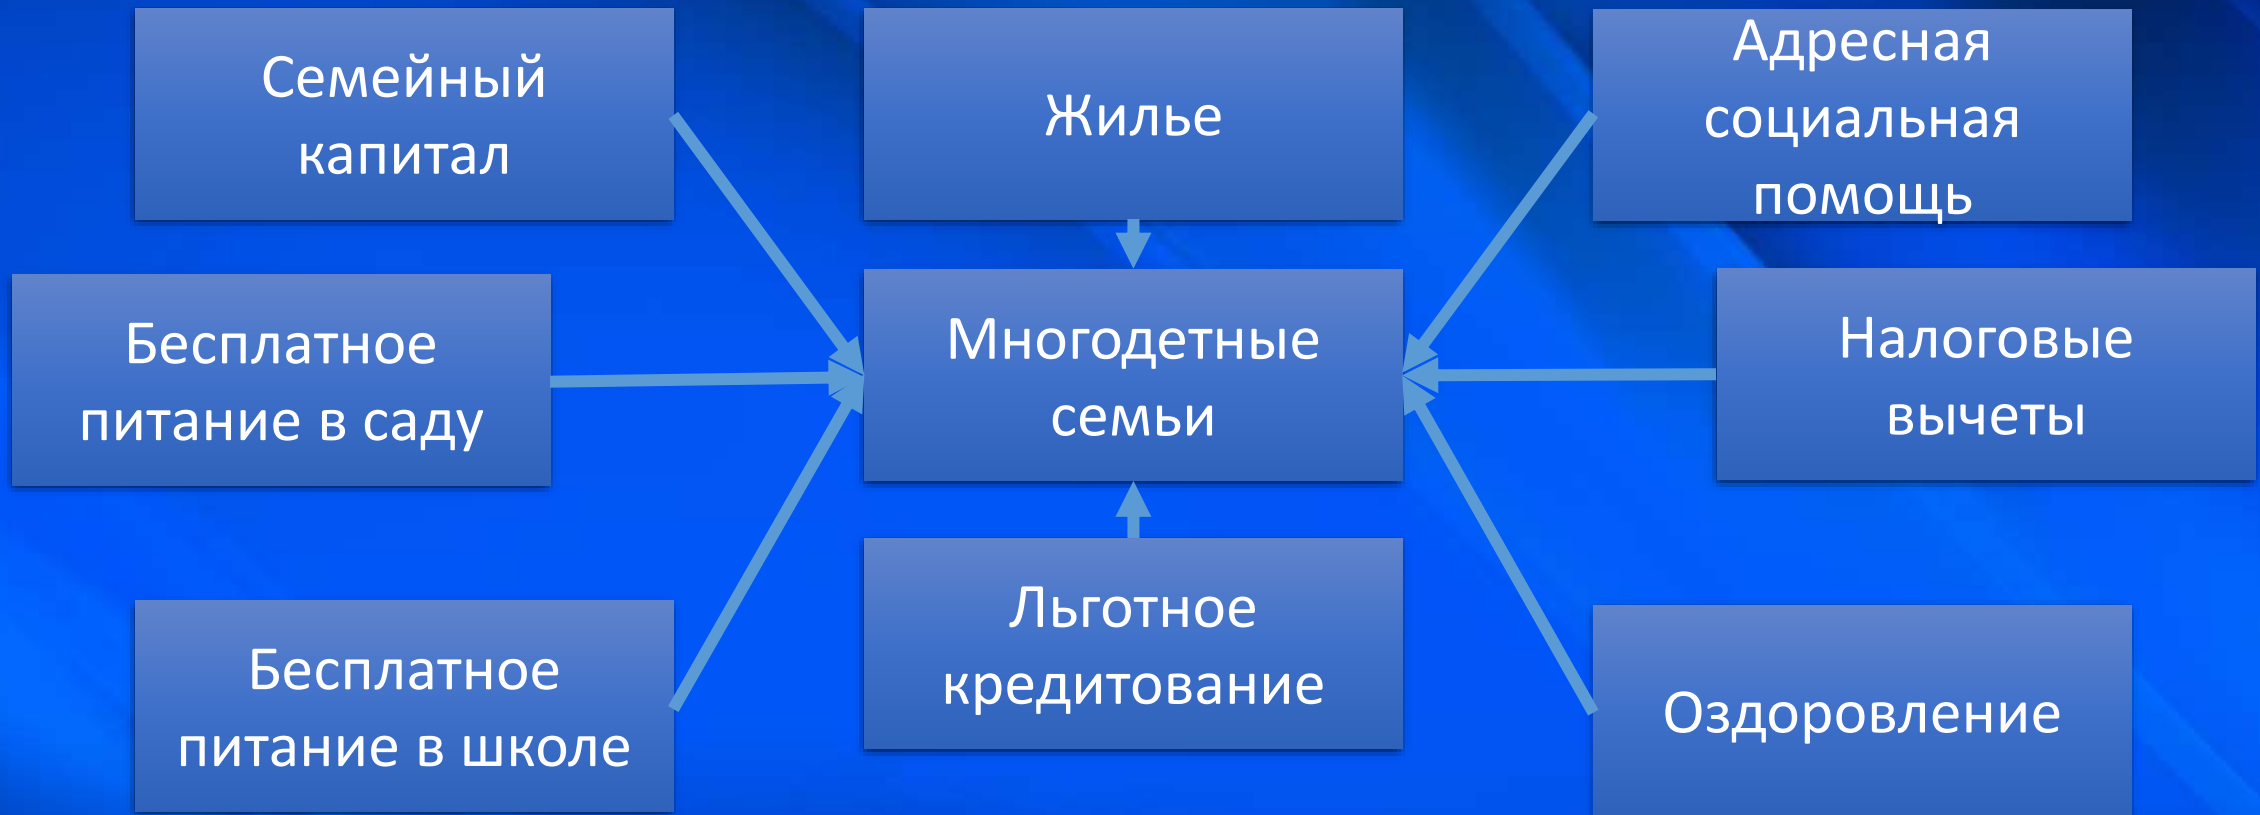 Семейный
капитал
Жилье
Адресная
социальная
помощь
Бесплатное
питание в саду
Многодетные
семьи
Налоговые
вычеты
Бесплатное
питание в школе
Льготное
кредитование
Оздоровление